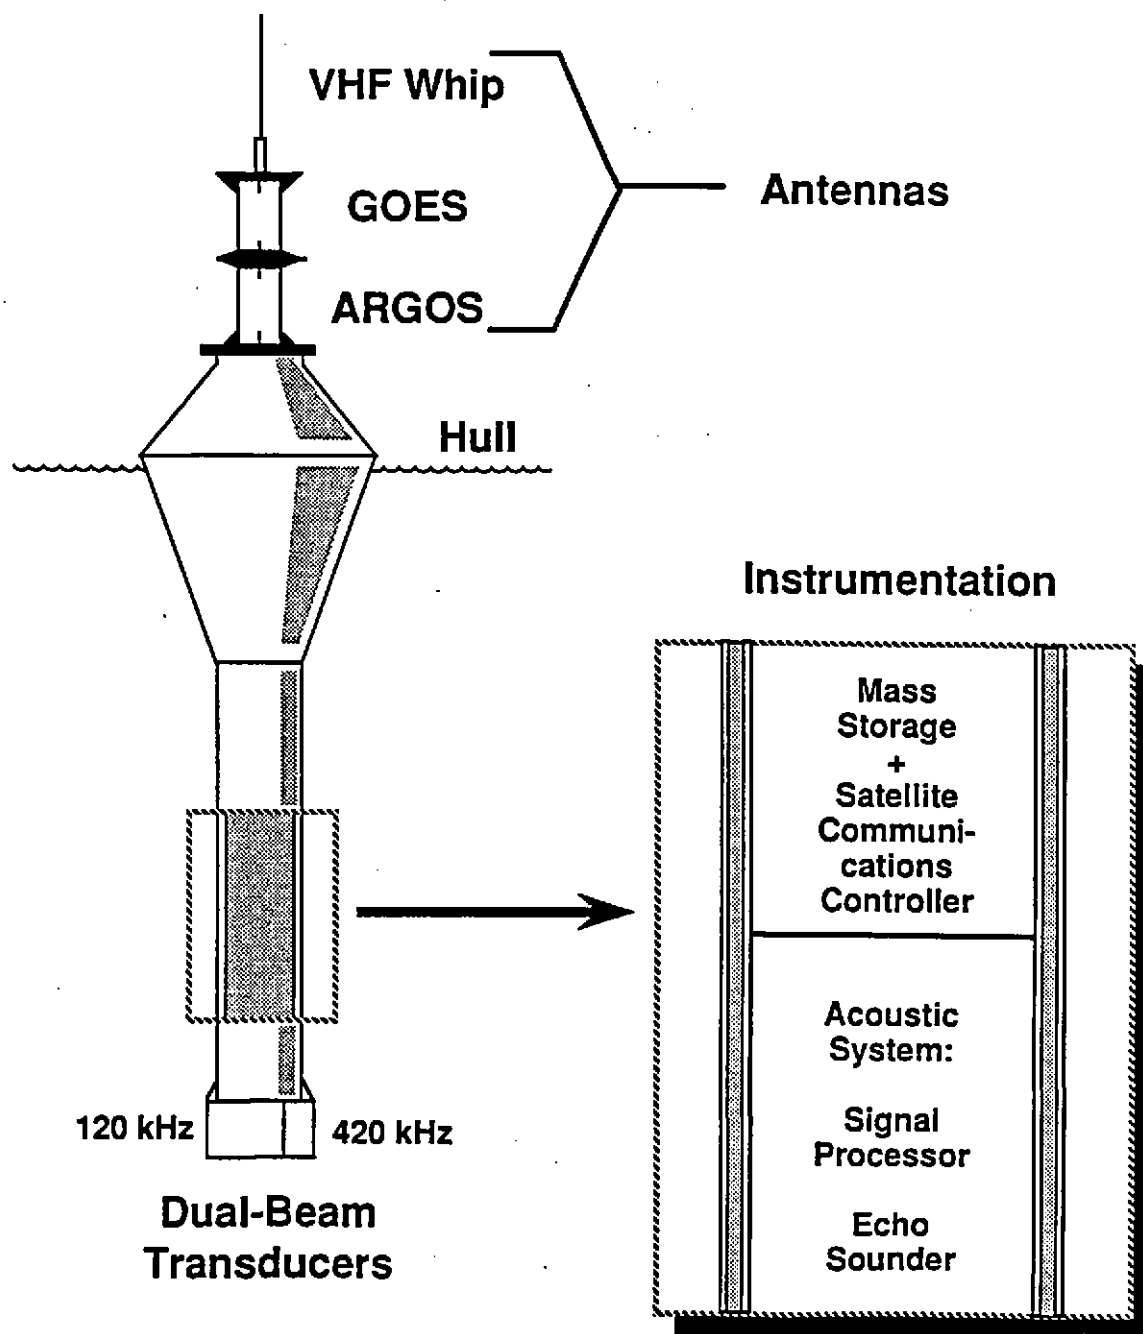 VHF Whip
GOES
ARGOS
Antennas
Hull
Instrumentation
Mass
Storage
+
Satellite
Communi-
cations
Controller
Acoustic
System:
Signal
Processor
Echo
Sounder
120 kHz
420 kHz
Dual-Beam
Transducers